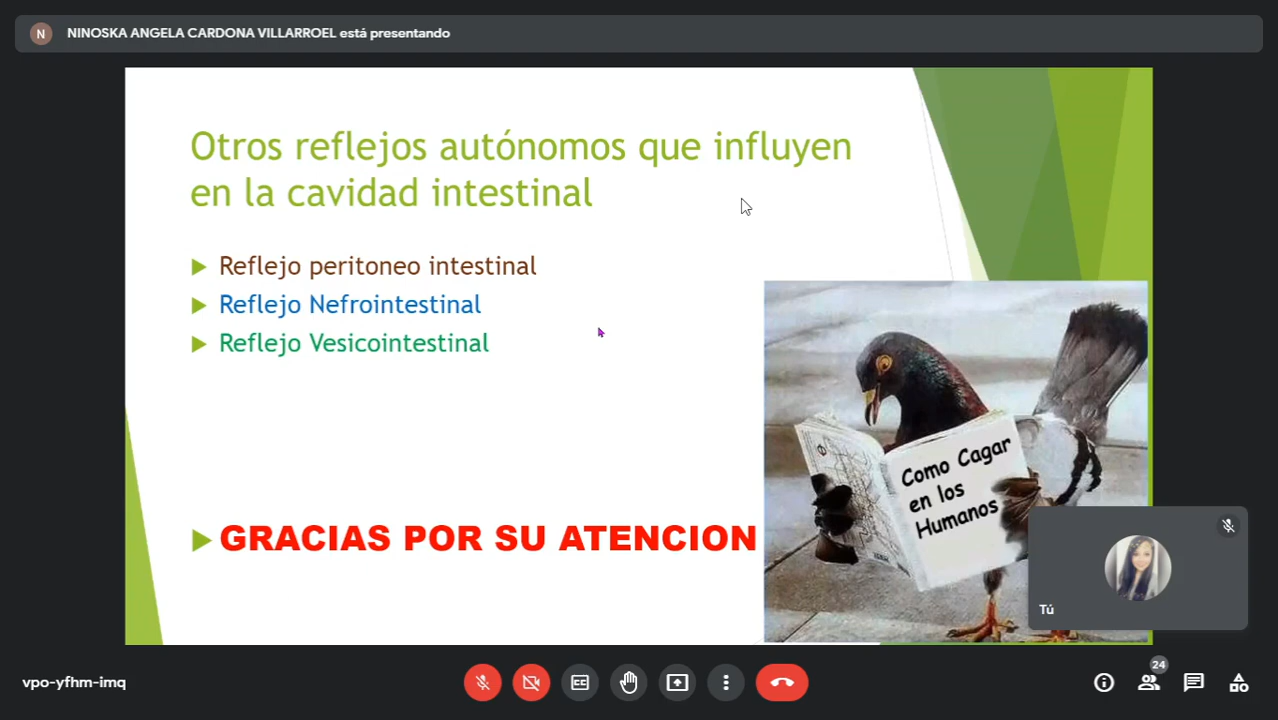 N
NINOSKA ANGELA CARDONA VILLARROEL está presentando
Otros reflejos autónomos que influyen
en la cavidad intestinal
Reflejo peritoneo intestinal
Reflejo Nefrointestinal
Reflejo Vesicointestinal
GRACIAS POR SU ATENCION
Como Cagar
en los
Humanos
Tú
vpo-yfhm-imq
CC
24